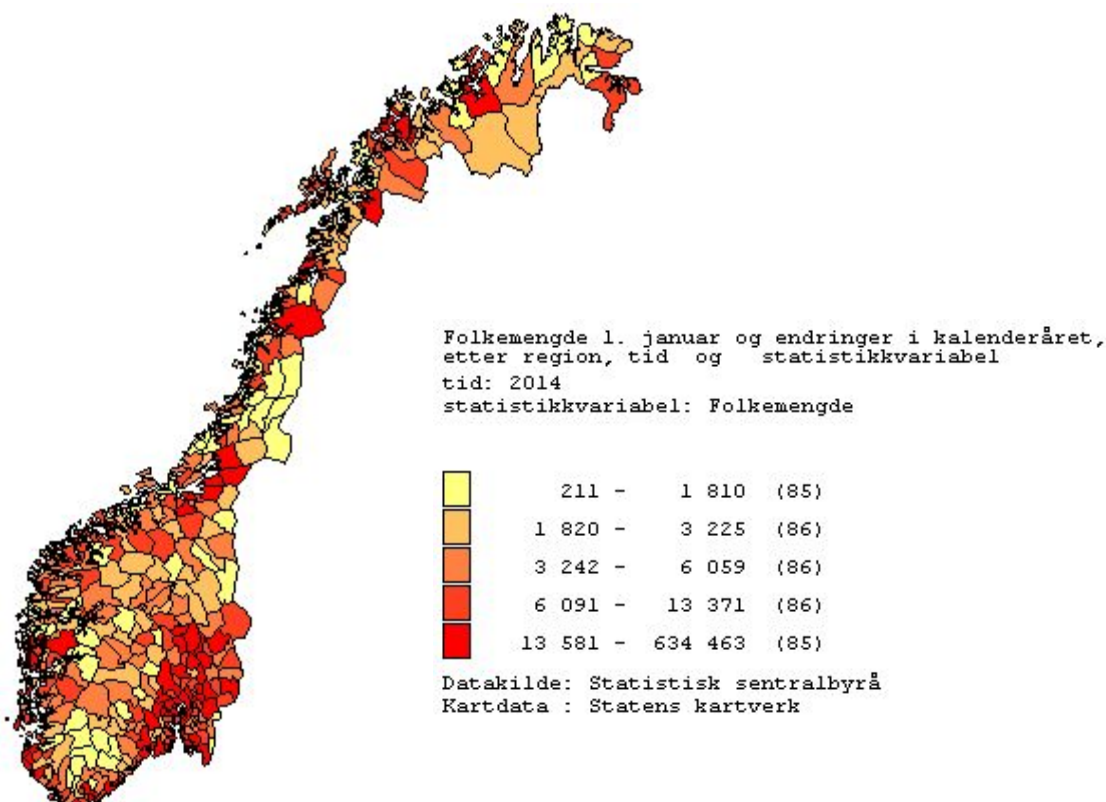 Folkemengde 1. januar og endringer i kalenderåret,
etter region, tid og statistikkvariabel
tid: 2014
statistikkvariabel: Folkemengde
211 - 1 810 (85)
1 820 - 3 225 (86)
3 242 - 6 059 (86)
6 091 - 13 371 (86)
13 581 - 634 463 (85)
Datakilde: Statistisk sentralbyrå
Kartdata : Statens kartverk